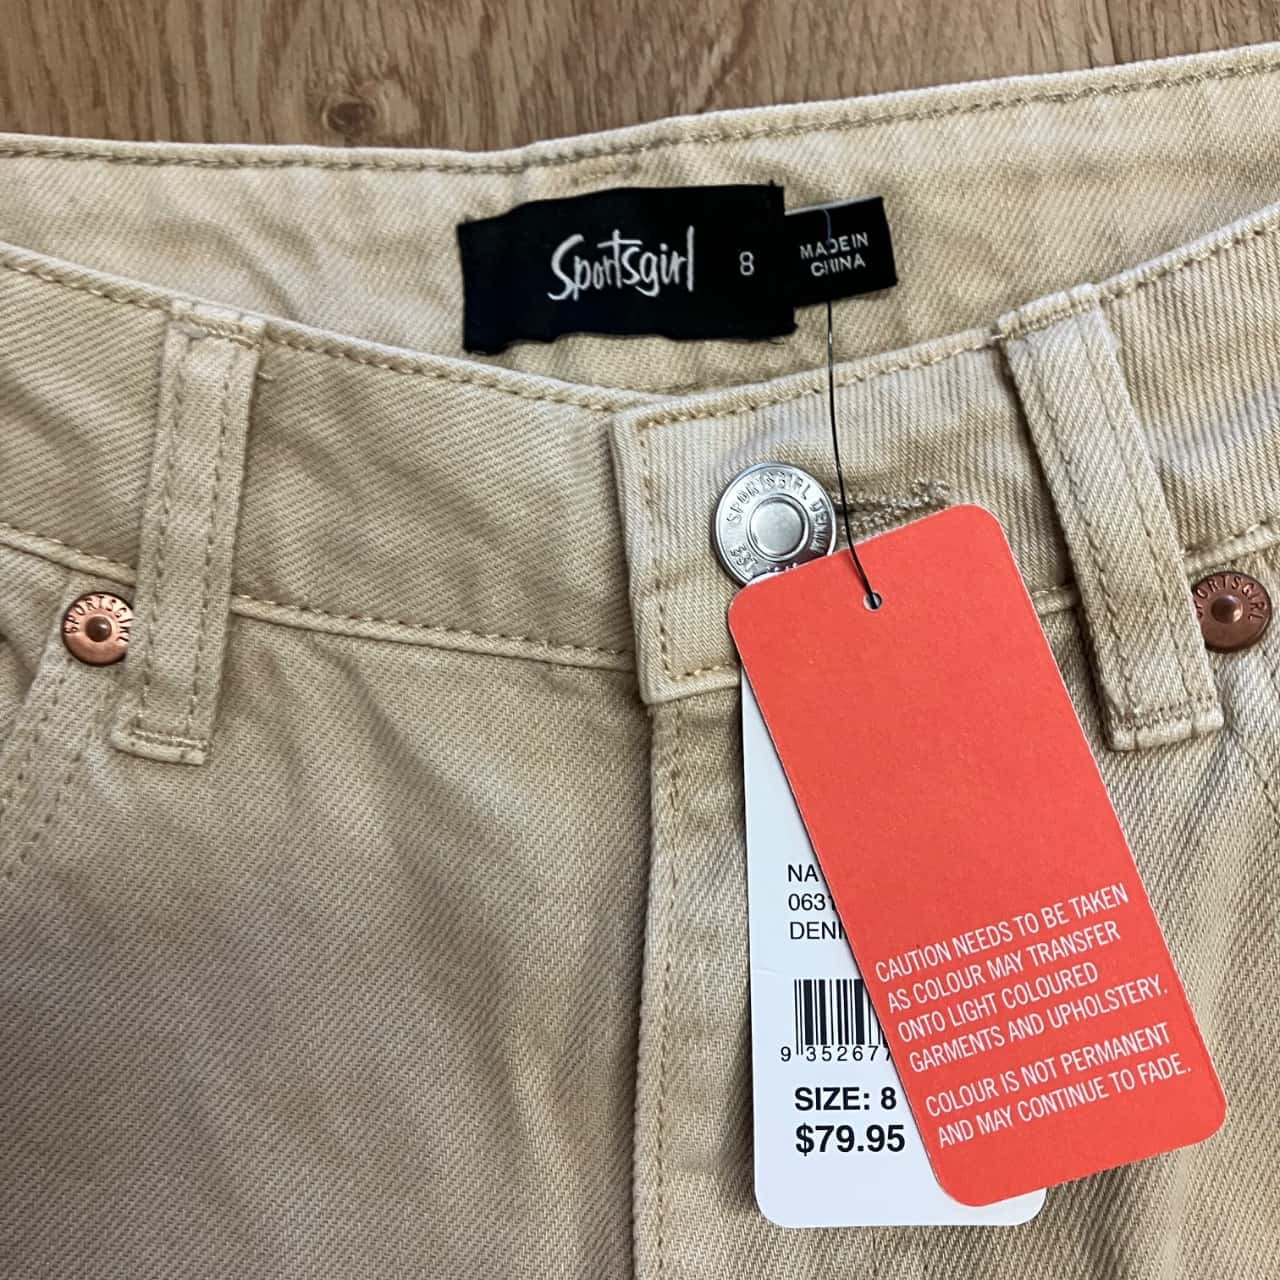 Sportsgirl 8 MADE IN
CHINA
SPORTSGIRL DENIM
SPORTSGIRL
SPORTSGIRL
SIZE: 8
$79.95
CAUTION NEEDS TO BE TAKEN
AS COLOUR MAY TRANSFER
ONTO LIGHT COLOURED
GARMENTS AND UPHOLSTERY.
COLOUR IS NOT PERMANENT
AND MAY CONTINUE TO FADE.